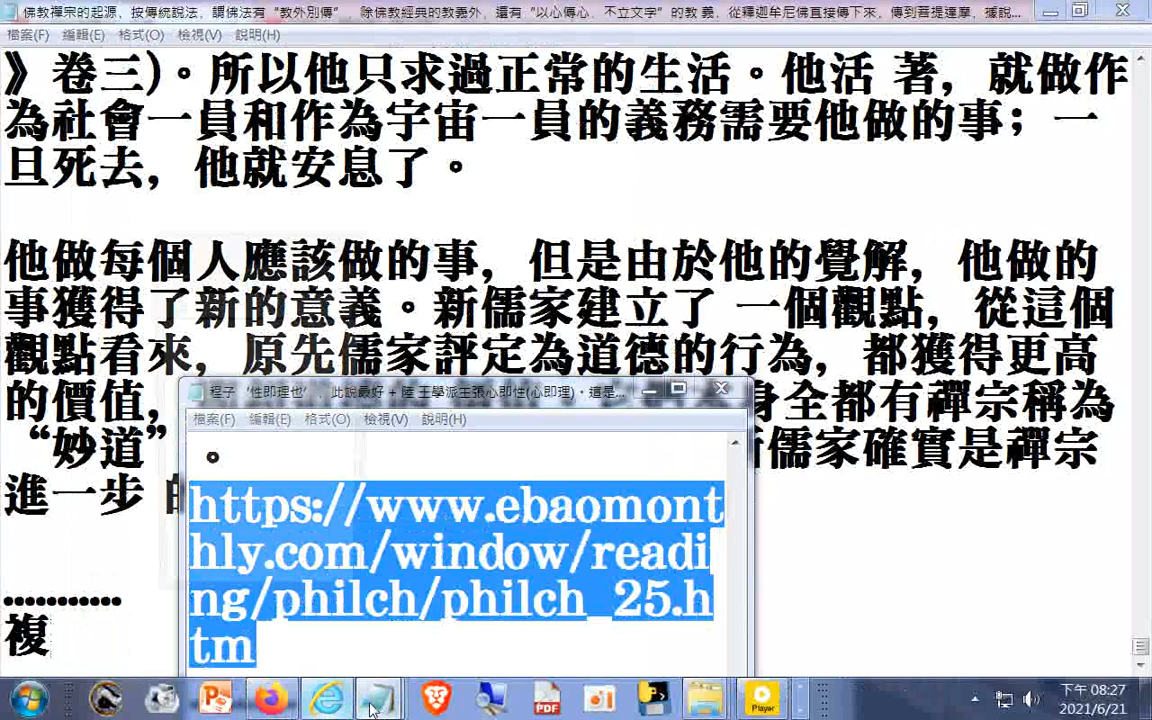 佛教禪宗的起源、按傳統說法，謂佛法有“教外別傳” 除佛教經典的教義外，還有“以心傳心，不立文字”的教 義，從釋迦牟尼佛直接傳下來，傳到菩提達摩，據說...
檔案(F) 編輯(E) 格式(O) 檢視(V) 說明(H)
》卷三)。所以他只求過正常的生活。他活 著，就做作
為社會一員和作為宇宙一員的義務需要他做的事；一
旦死去，他就安息了。
他做每個人應該做的事，但是由於他的覺解，他做的
事獲得了新的意義。新儒家建立了 一個觀點，從這個
觀點看來，原先儒家評定為道德的行為，都獲得更高
的價值，
身全都有禪宗稱為
“妙道”
新儒家確實是禪宗
進一步
程子 ‘性即理也’，此說最好 + 陸 王學派主張心即性(心即理)，這是...
檔案(F) 編輯(E) 格式(O) 檢視(V) 說明(H)
。
https://www.ebaomont
hly.com/window/readi
ng/philch/philch_25.h
tm
...........
複
PDF
Player
下午 08:27
2021/6/21